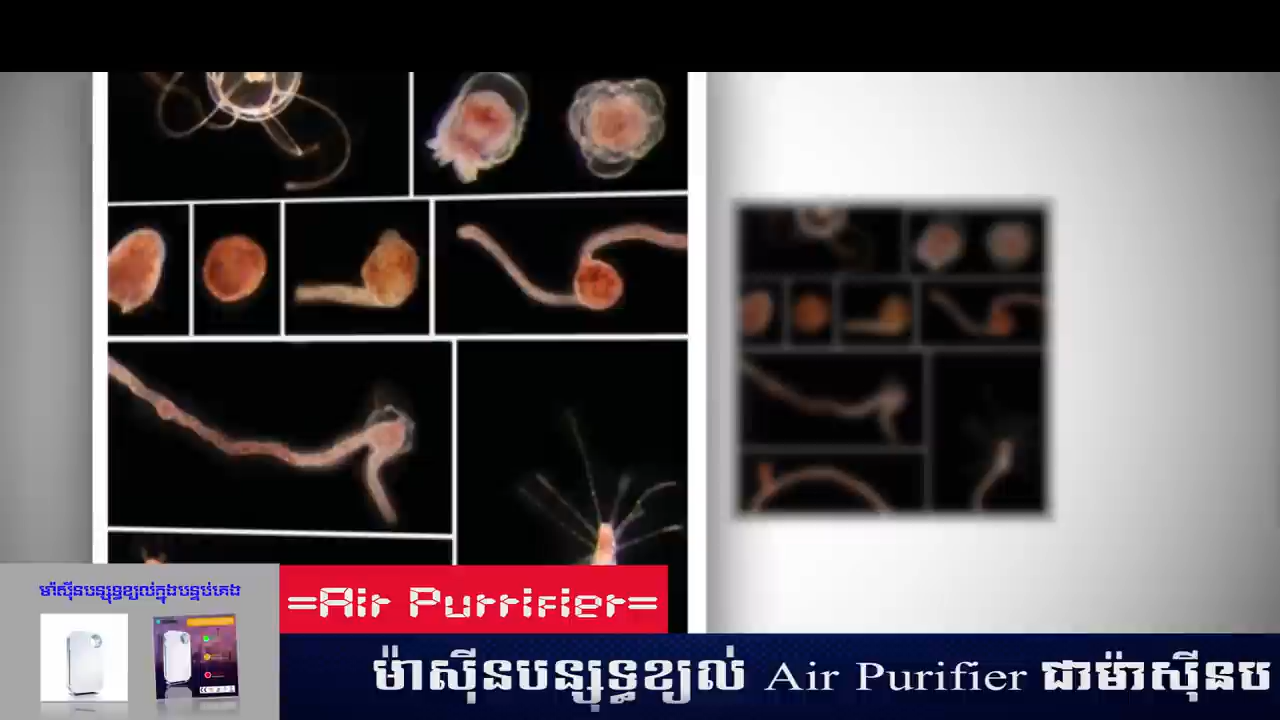 ម៉ាស៊ីនបន្សុទ្ធខ្យល់ក្នុងបន្ទប់គេង
=Air Purrifier=
ម៉ាស៊ីនបន្សុទ្ធខ្យល់ Air Purifier ជាម៉ាស៊ីនប